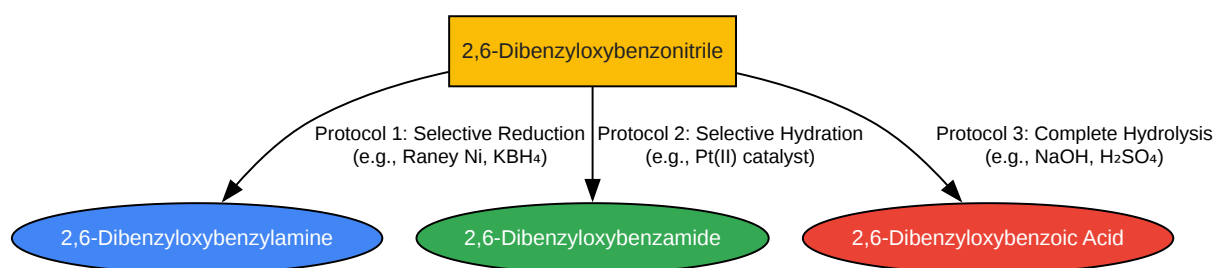 2,6-Dibenzyloxybenzonitrile
Protocol 1: Selective Reduction
(e.g., Raney Ni, KBH₄)
Protocol 2: Selective Hydration
(e.g., Pt(II) catalyst)
Protocol 3: Complete Hydrolysis
(e.g., NaOH, H₂SO₄)
2,6-Dibenzyloxybenzylamine
2,6-Dibenzyloxybenzamide
2,6-Dibenzyloxybenzoic Acid